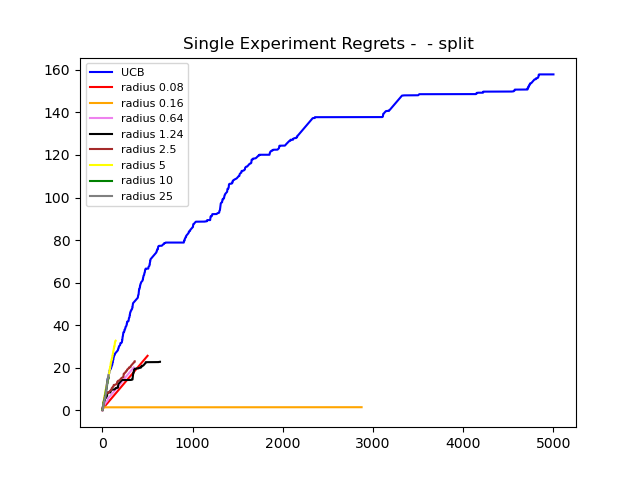 Single Experiment Regrets -  - split
UCB
radius 0.08
radius 0.16
radius 0.64
radius 1.24
radius 2.5
radius 5
radius 10
radius 25
160
140
120
100
80
60
40
20
0
0 1000 2000 3000 4000 5000